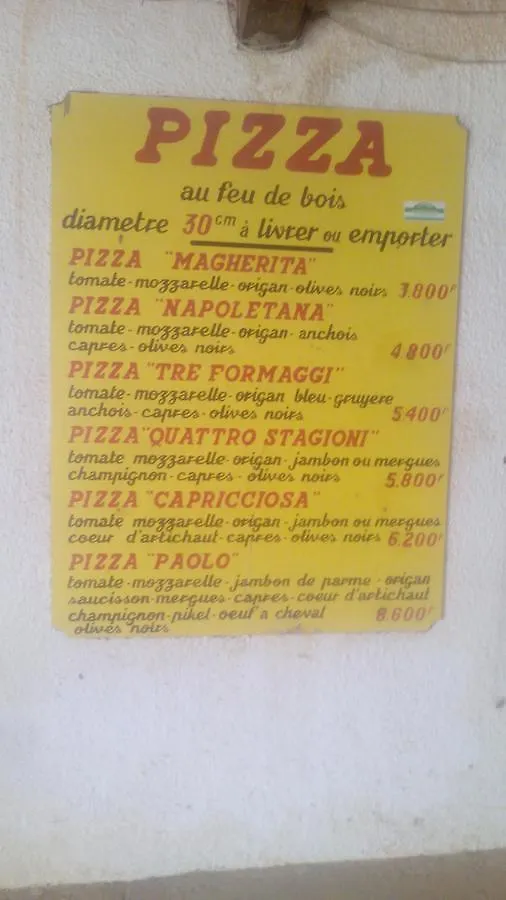 PIZZA
au feu de bois
diametre 30cm à livrer ou emporter
PIZZA "MAGHERITA"
tomate-mozzarelle-origan-olives noirs 3.800F
PIZZA "NAPOLETANA"
tomate-mozzarelle-origan-anchois
capres-olives noirs 4800F
PIZZA "TRE FORMAGGI"
tomate-mozzarelle-origan bleu-gruyere
anchois-capres-olives noirs 5400F
PIZZA "QUATTRO STAGIONI"
tomate mozzarelle-origan-jambon ou mergues
champignon-capres-olives noirs 5.800F
PIZZA "CAPRICCIOSA"
tomate mozzarelle-origan-jambon ou mergues
coeur d'artichaut-capres-olives noirs 6.200F
PIZZA "PAOLO"
tomate-mozzarelle-jambon de parme-origan
saucisson-mergues-capres-coeur d'artichaut
champignon-pikel-oeuf a cheval 8.600F
olives noirs